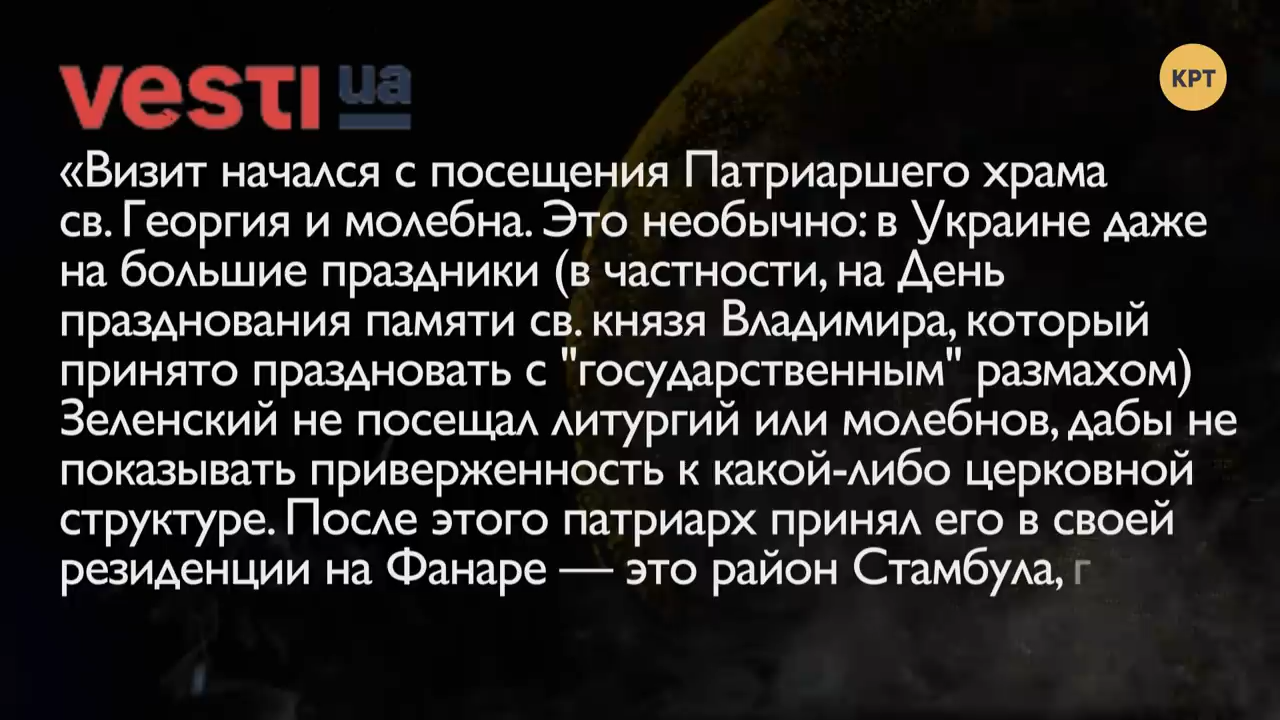 vesti ua
КРТ
«Визит начался с посещения Патриаршего храма
св. Георгия и молебна. Это необычно: в Украине даже
на большие праздники (в частности, на День
празднования памяти св. князя Владимира, который
принято праздновать с "государственным" размахом)
Зеленский не посещал литургий или молебнов, дабы не
показывать приверженность к какой-либо церковной
структуре. После этого патриарх принял его в своей
резиденции на Фанаре — это район Стамбула, г